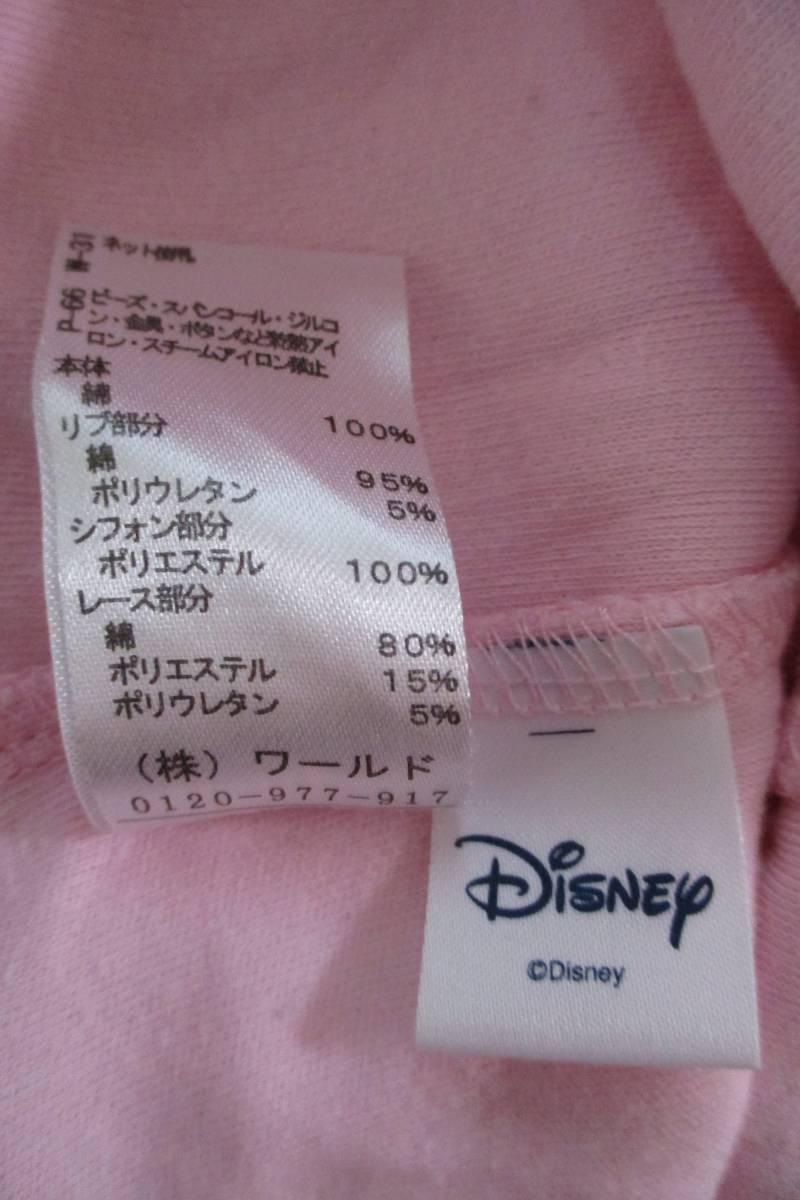 ネット使用
P-66 ビーズ・スパンコール・ジルコ
ン・金具・ボタンなど装飾アイ
ロン・スチームアイロン禁止
本体
綿 100%
リブ部分
綿 95%
ポリウレタン 5%
シフォン部分
ポリエステル 100%
レース部分
綿 80%
ポリエステル 15%
ポリウレタン 5%
(株) ワールド
0120-977-917
Disney
©Disney